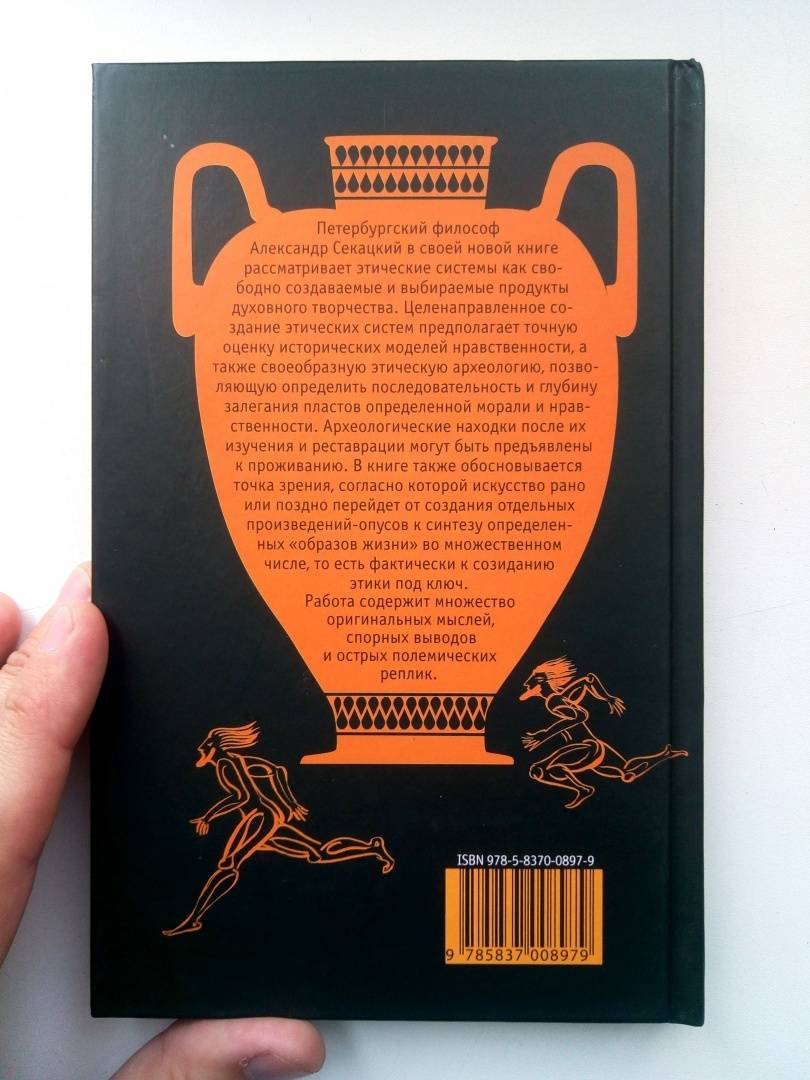 Петербургский философ
Александр Секацкий в своей новой книге
рассматривает этические системы как сво-
бодно создаваемые и выбираемые продукты
духовного творчества. Целенаправленное со-
здание этических систем предполагает точную
оценку исторических моделей нравственности, а
также своеобразную этическую археологию, позво-
ляющую определить последовательность и глубину
залегания пластов определенной морали и нрав-
ственности. Археологические находки после их
изучения и реставрации могут быть предъявлены
к проживанию. В книге также обосновывается
точка зрения, согласно которой искусство рано
или поздно перейдет от создания отдельных
произведений-опусов к синтезу определен-
ных «образов жизни» во множественном
числе, то есть фактически к созиданию
этики под ключ.
Работа содержит множество
оригинальных мыслей,
спорных выводов
и острых полемических
реплик.
ISBN 978-5-8370-0897-9
9 785837 008979